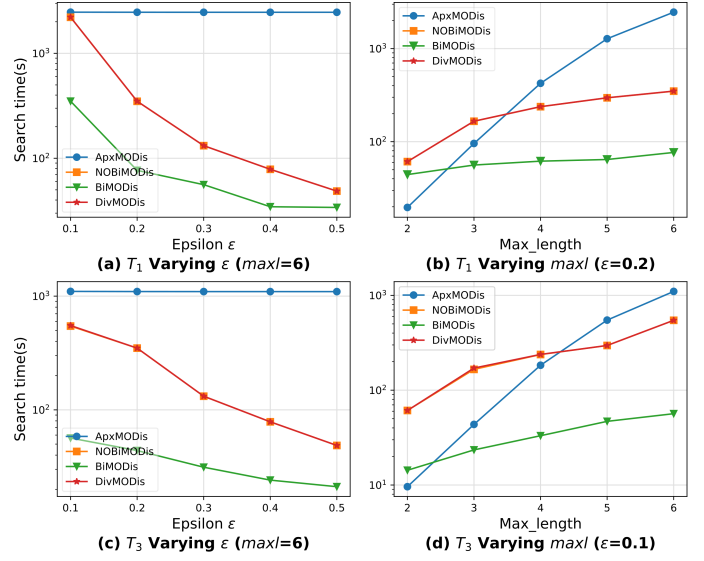 Search time(s)
10³
10²
ApxMODis
NOBiMODis
BiMODis
DivMODis
0.1 0.2 0.3 0.4 0.5
Epsilon ε
(a) T₁ Varying ε (maxl=6)
10³
10²
ApxMODis
NOBiMODis
BiMODis
DivMODis
2 3 4 5 6
Max_length
(b) T₁ Varying maxl (ε=0.2)
Search time(s)
10³
10²
ApxMODis
NOBiMODis
BiMODis
DivMODis
0.1 0.2 0.3 0.4 0.5
Epsilon ε
(c) T₃ Varying ε (maxl=6)
10³
10²
10¹
ApxMODis
NOBiMODis
BiMODis
DivMODis
2 3 4 5 6
Max_length
(d) T₃ Varying maxl (ε=0.1)